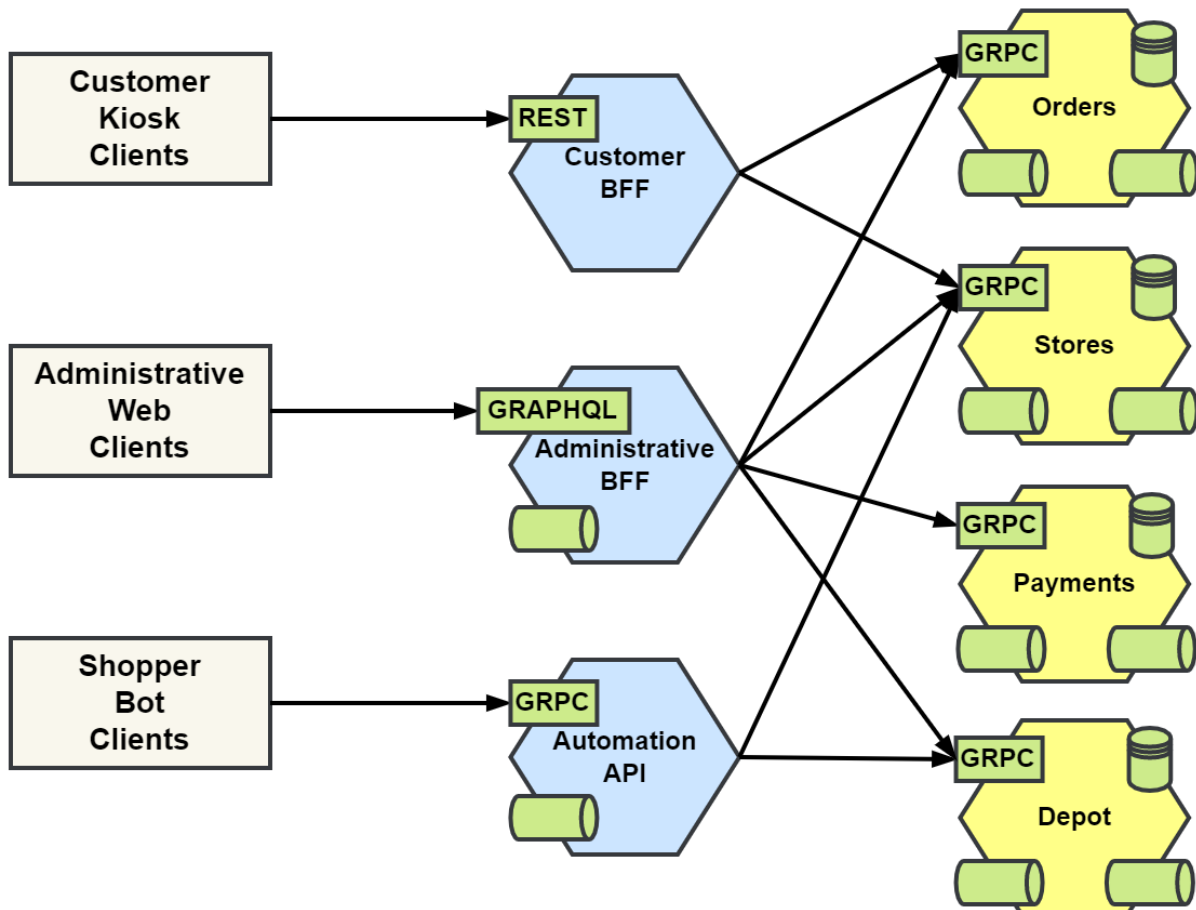 Customer
Kiosk
Clients
REST
Customer
BFF
GRPC
Orders
GRPC
Stores
Administrative
Web
Clients
GRAPHQL
Administrative
BFF
GRPC
Payments
Shopper
Bot
Clients
GRPC
Automation
API
GRPC
Depot